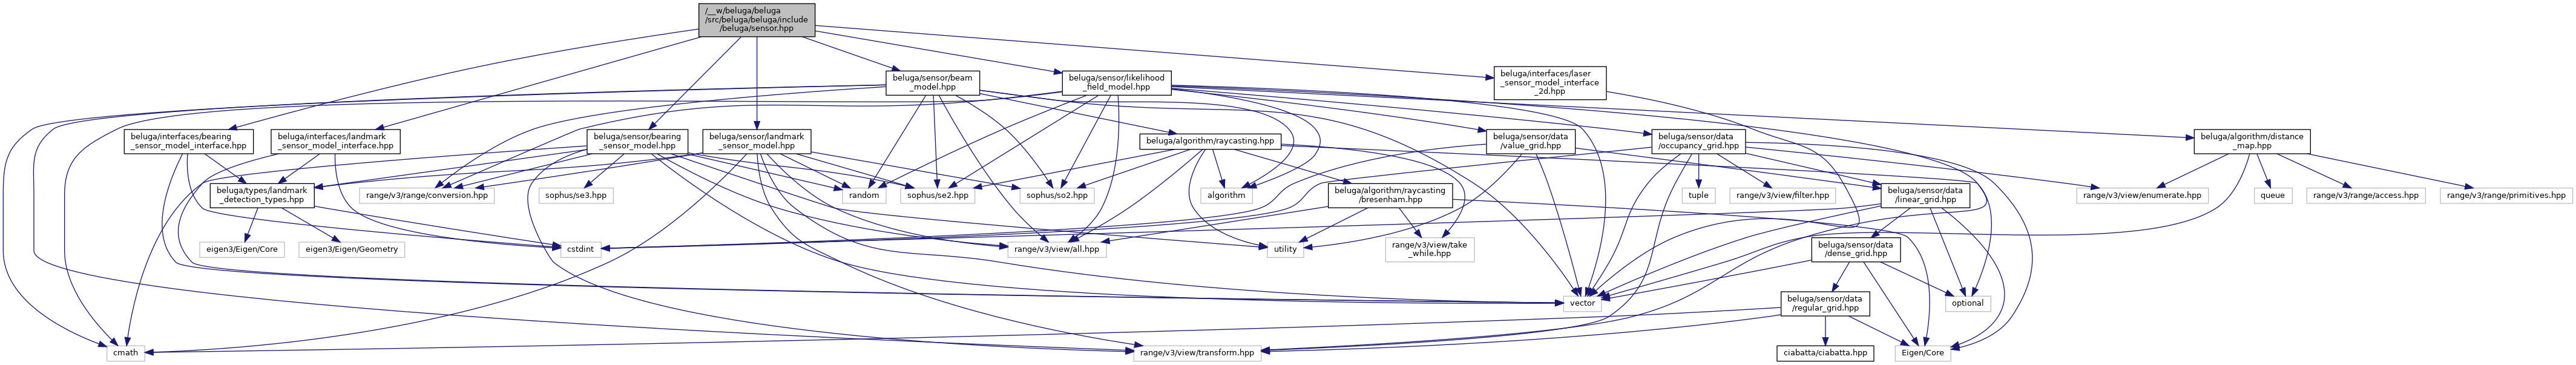 /__w/beluga/beluga
/src/beluga/beluga/include
/beluga/sensor.hpp
beluga/interfaces/laser
_sensor_model_interface
_2d.hpp
beluga/sensor/beam
_model.hpp
beluga/sensor/likelihood
_field_model.hpp
beluga/interfaces/bearing
_sensor_model_interface.hpp
beluga/interfaces/landmark
_sensor_model_interface.hpp
beluga/sensor/bearing
_sensor_model.hpp
beluga/sensor/landmark
_sensor_model.hpp
beluga/algorithm/raycasting.hpp
beluga/sensor/data
/value_grid.hpp
beluga/sensor/data
/occupancy_grid.hpp
beluga/algorithm/distance
_map.hpp
beluga/types/landmark
_detection_types.hpp
range/v3/range/conversion.hpp
sophus/se3.hpp
random
sophus/se2.hpp
sophus/so2.hpp
algorithm
beluga/algorithm/raycasting
/bresenham.hpp
tuple
range/v3/view/filter.hpp
beluga/sensor/data
/linear_grid.hpp
range/v3/view/enumerate.hpp
queue
range/v3/range/access.hpp
range/v3/range/primitives.hpp
eigen3/Eigen/Core
eigen3/Eigen/Geometry
cstdint
range/v3/view/all.hpp
utility
range/v3/view/take
_while.hpp
beluga/sensor/data
/dense_grid.hpp
vector
beluga/sensor/data
/regular_grid.hpp
optional
cmath
range/v3/view/transform.hpp
ciabatta/ciabatta.hpp
Eigen/Core